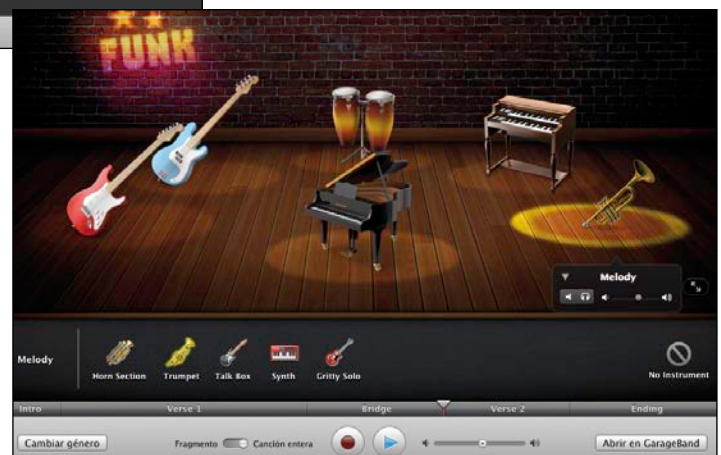 FUNK
Melody
Melody
Horn Section Trumpet Talk Box Synth Gritty Solo No Instrument
Intro Verse 1 Bridge Verse 2 Ending
Cambiar género Fragmento Canción entera Abrir en GarageBand